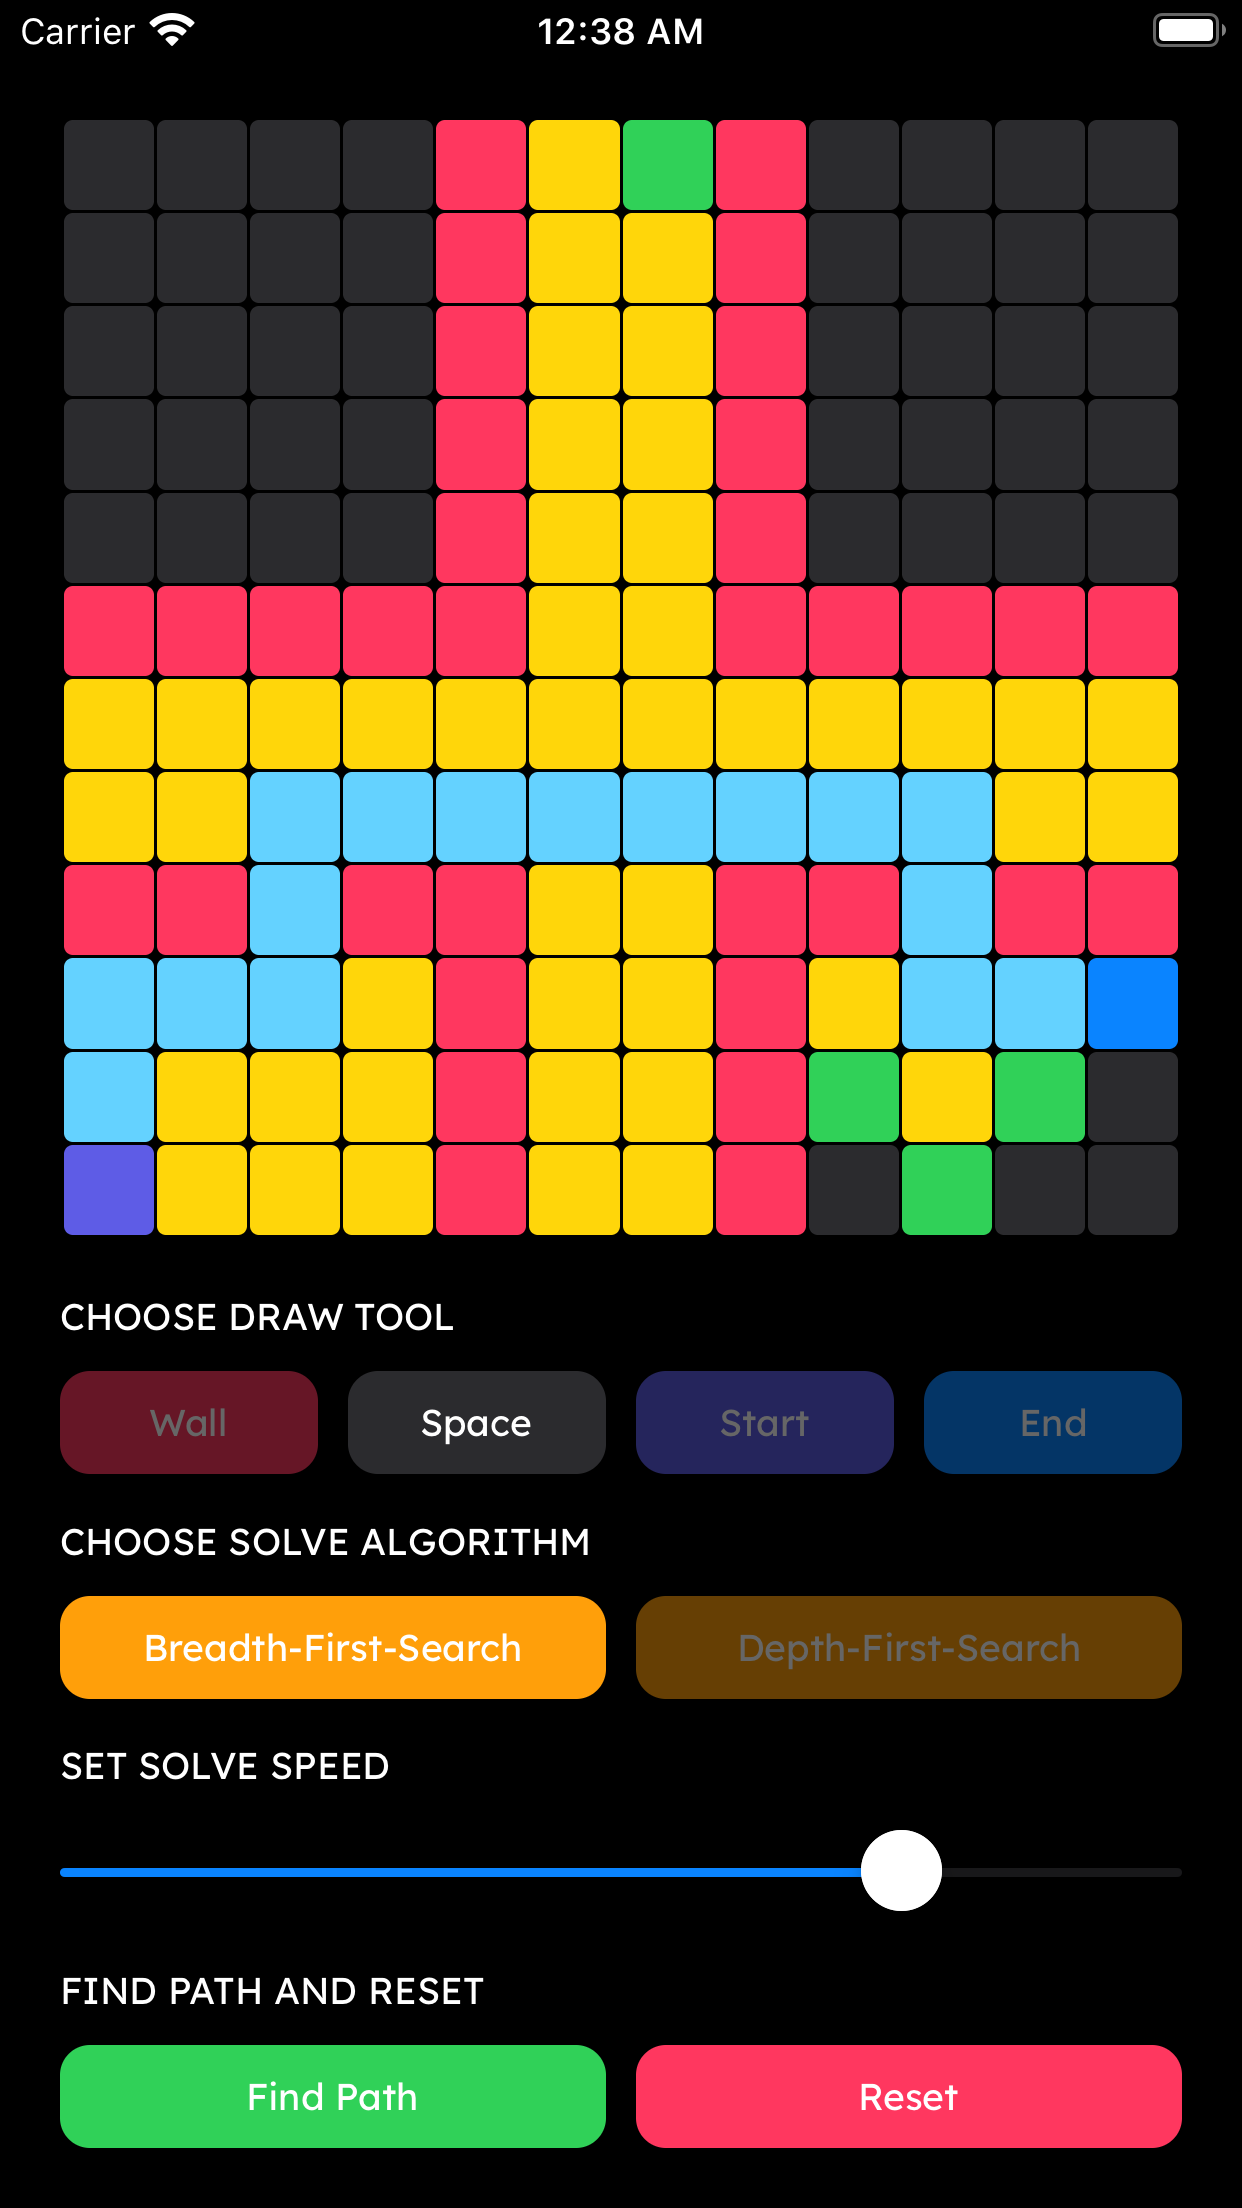 Carrier 12:38 AM
CHOOSE DRAW TOOL
Wall Space Start End
CHOOSE SOLVE ALGORITHM
Breadth-First-Search Depth-First-Search
SET SOLVE SPEED
FIND PATH AND RESET
Find Path Reset